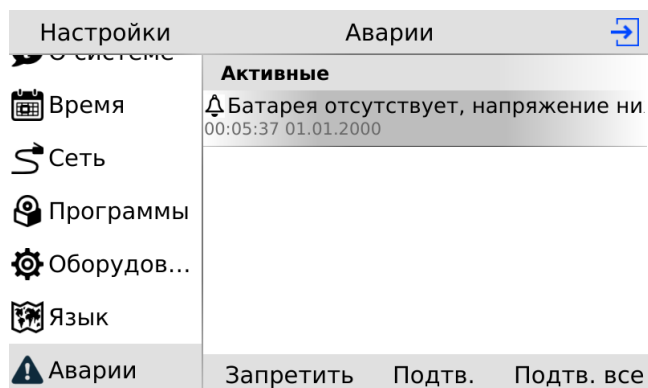 Настройки
Аварии
О системе
Время
Сеть
Программы
Оборудов...
Язык
Аварии
Активные
Батарея отсутствует, напряжение ни
00:05:37 01.01.2000
Запретить Подтв. Подтв. все